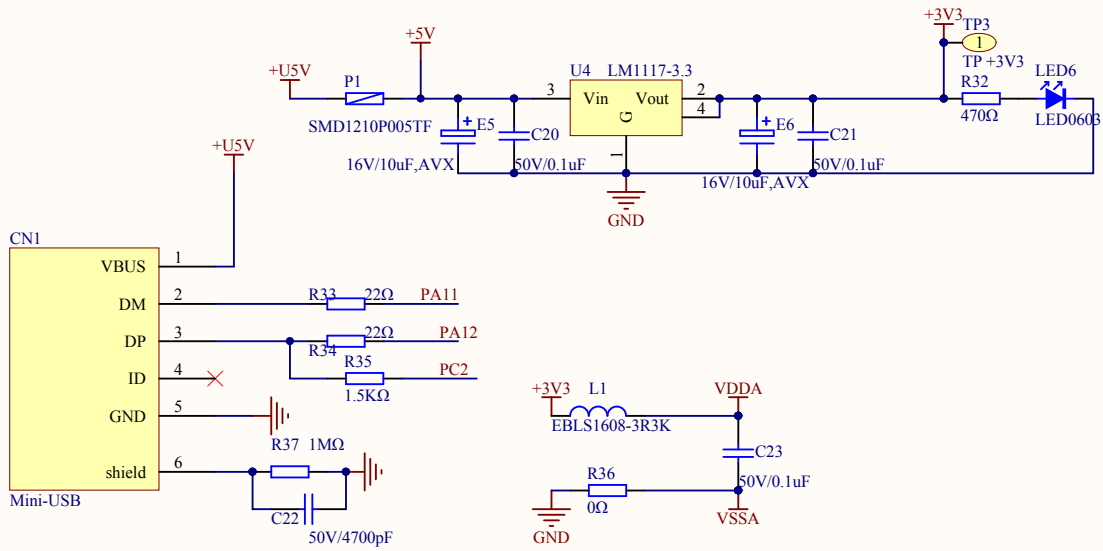 +3V3
TP3
+5V
1
TP +3V3
+U5V
P1
U4
LM1117-3.3
R32
LED6
3
Vin
Vout
2
4
G
1
SMD1210P005TF
E5
C20
E6
C21
470Ω
LED0603
16V/10uF,AVX
50V/0.1uF
16V/10uF,AVX
50V/0.1uF
GND
+U5V
CN1
VBUS
1
DM
2
R33
22Ω
PA11
DP
3
R34
22Ω
PA12
ID
4
R35
1.5KΩ
PC2
GND
5
shield
6
R37
1MΩ
C22
50V/4700pF
Mini-USB
+3V3
L1
VDDA
EBLS1608-3R3K
C23
50V/0.1uF
R36
0Ω
GND
VSSA